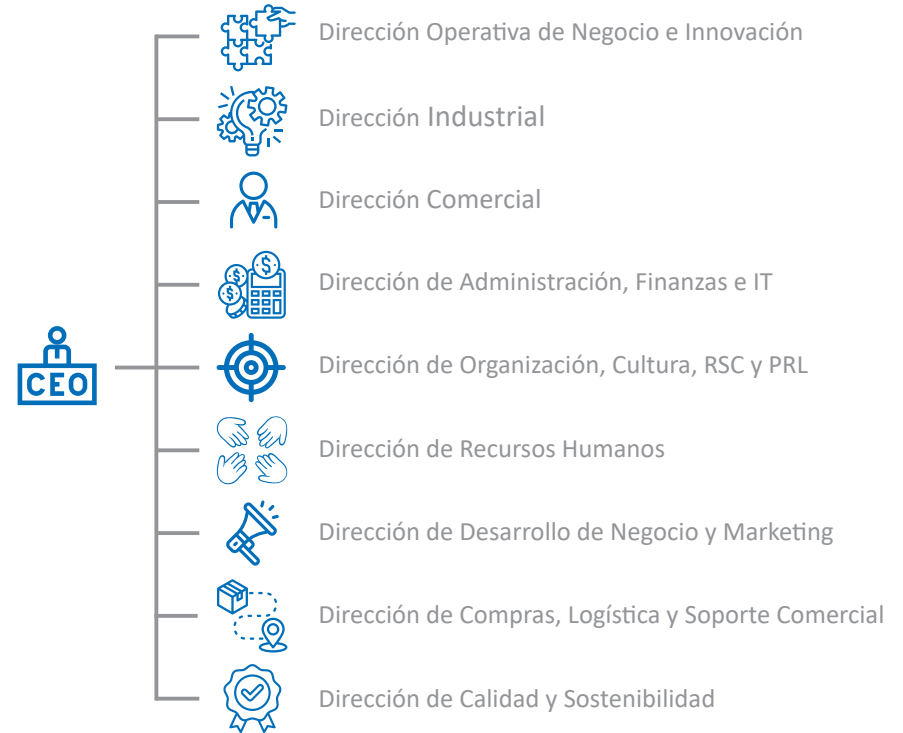 Dirección Operativa de Negocio e Innovación
Dirección Industrial
Dirección Comercial
Dirección de Administración, Finanzas e IT
CEO
Dirección de Organización, Cultura, RSC y PRL
Dirección de Recursos Humanos
Dirección de Desarrollo de Negocio y Marketing
Dirección de Compras, Logística y Soporte Comercial
Dirección de Calidad y Sostenibilidad